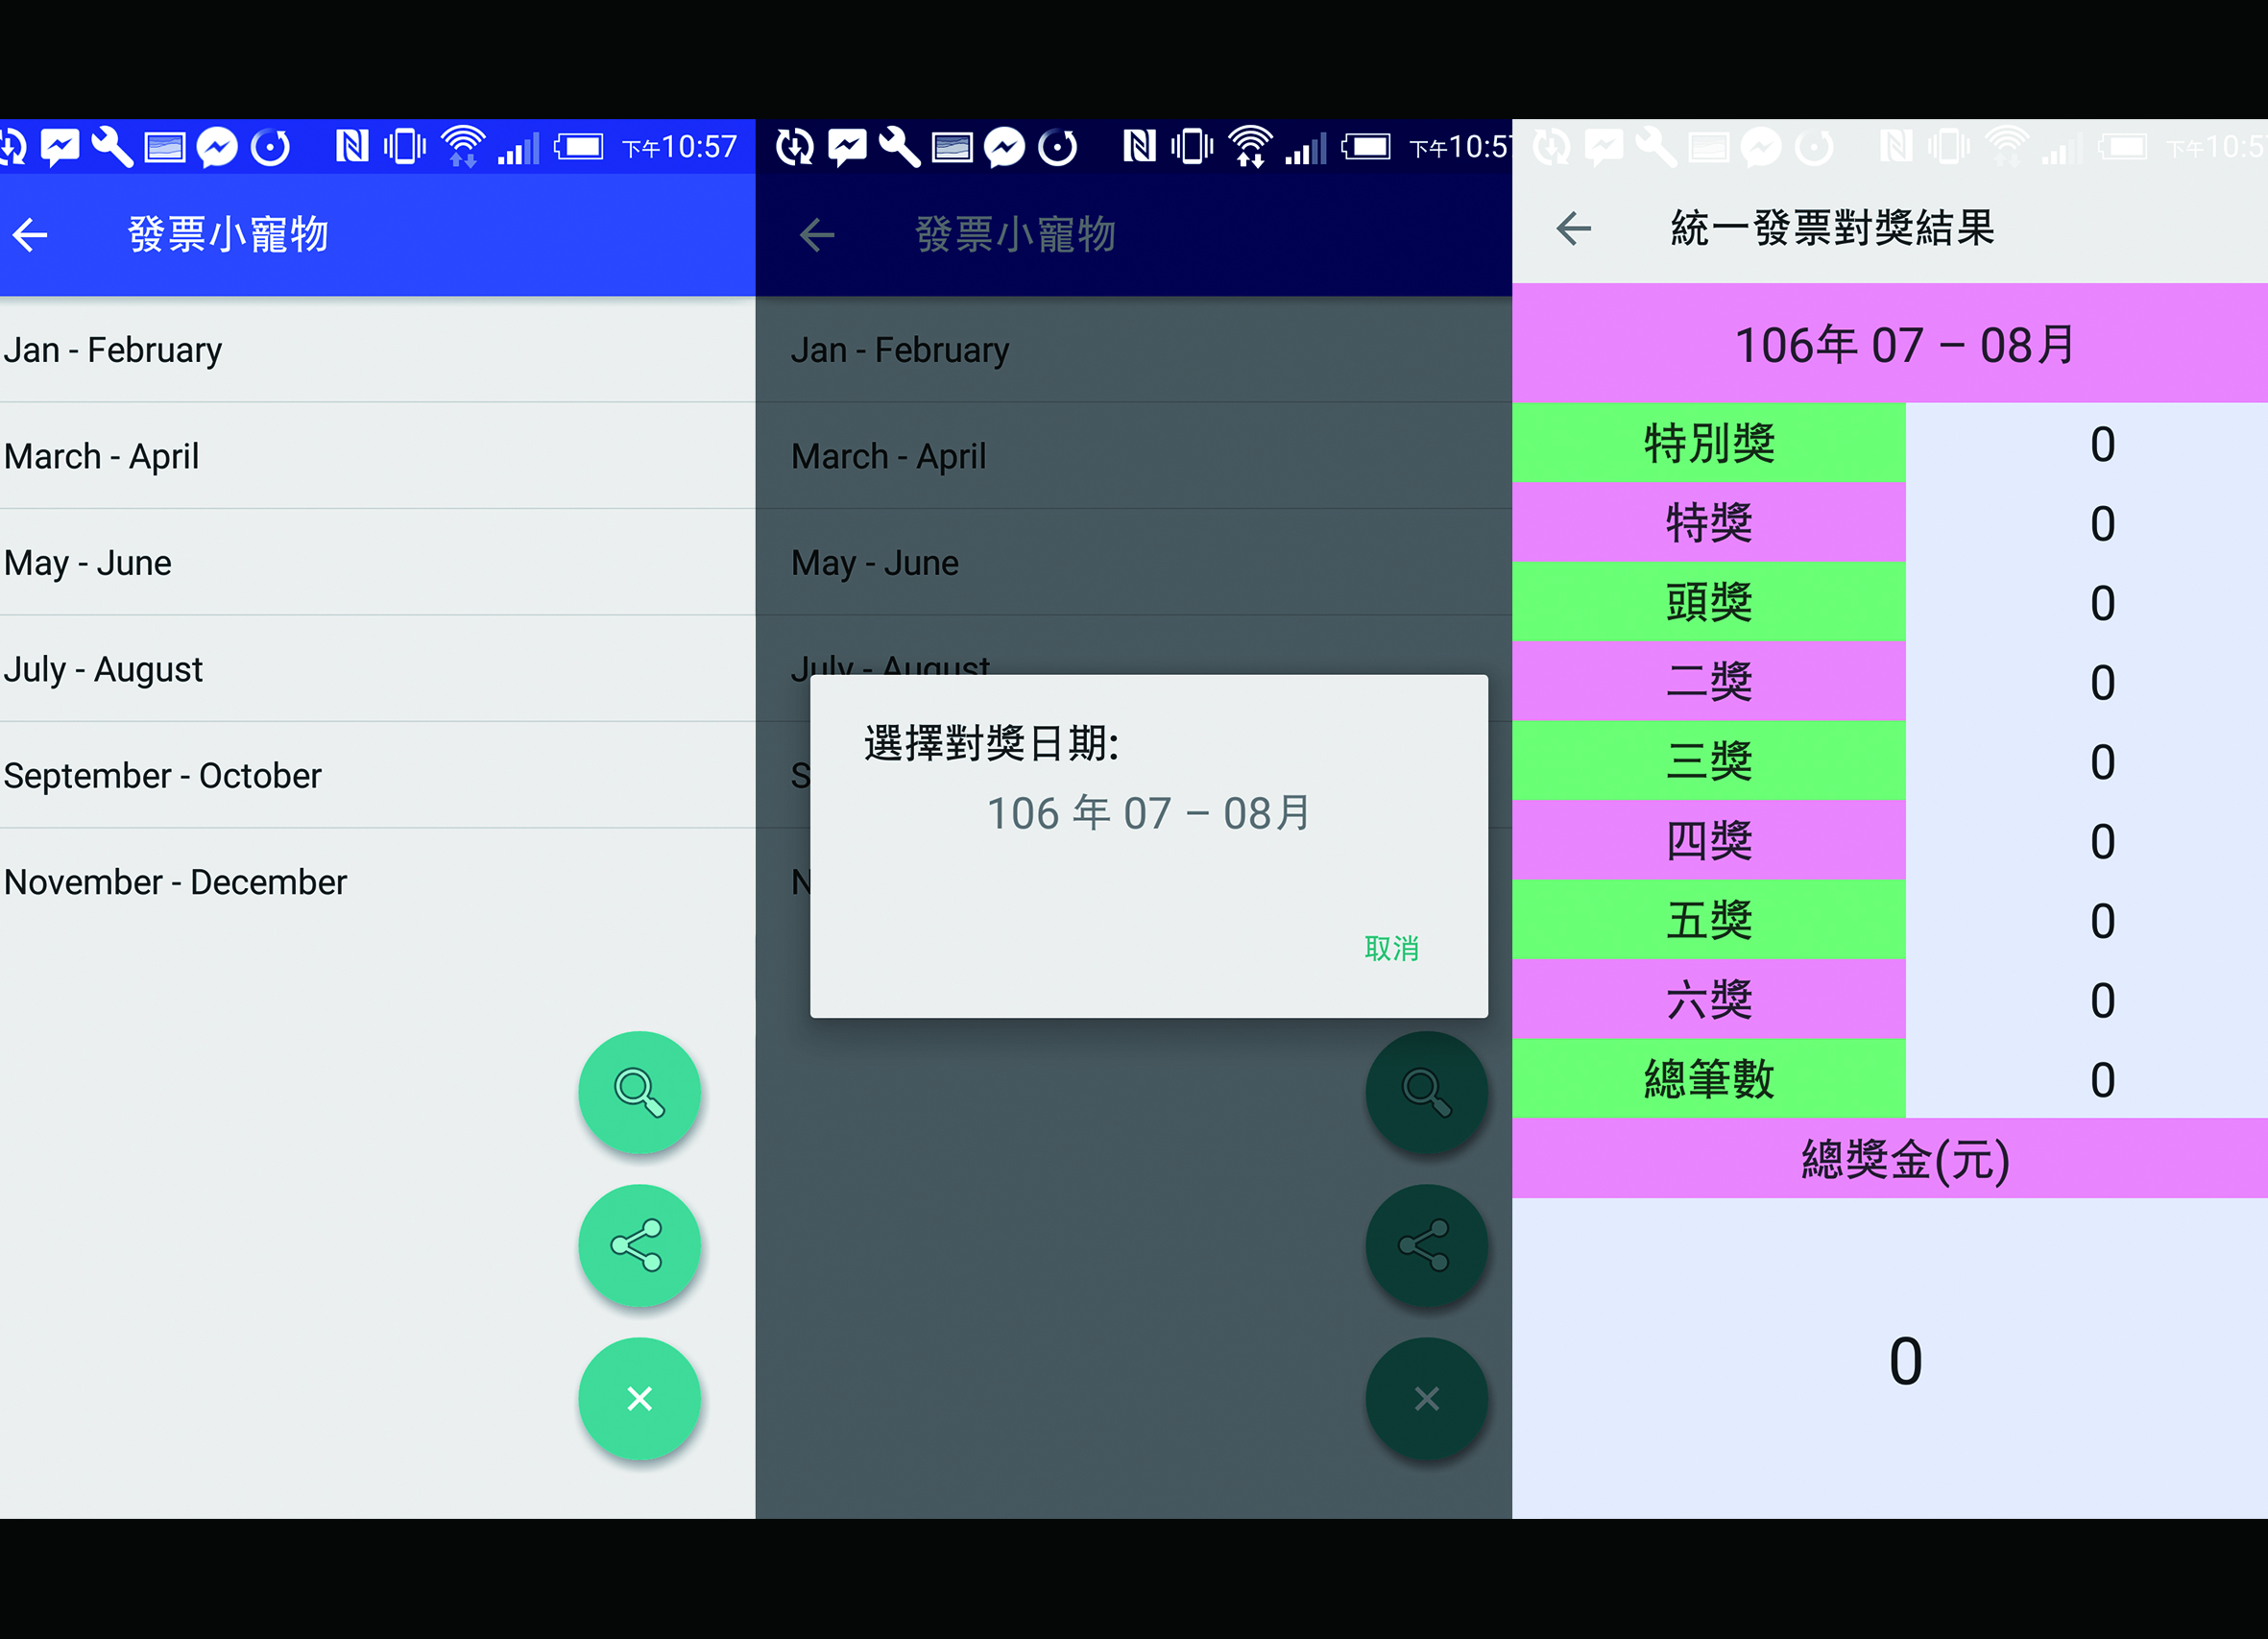 下午10:57
發票小寵物
Jan - February
March - April
May - June
July - August
September - October
November - December
下午10:57
發票小寵物
Jan - February
March - April
May - June
July - August
S
N
選擇對獎日期:
106 年 07 – 08月
取消
下午10:5
統一發票對獎結果
106年 07 – 08月
特別獎 0
特獎 0
頭獎 0
二獎 0
三獎 0
四獎 0
五獎 0
六獎 0
總筆數 0
總獎金(元)
0